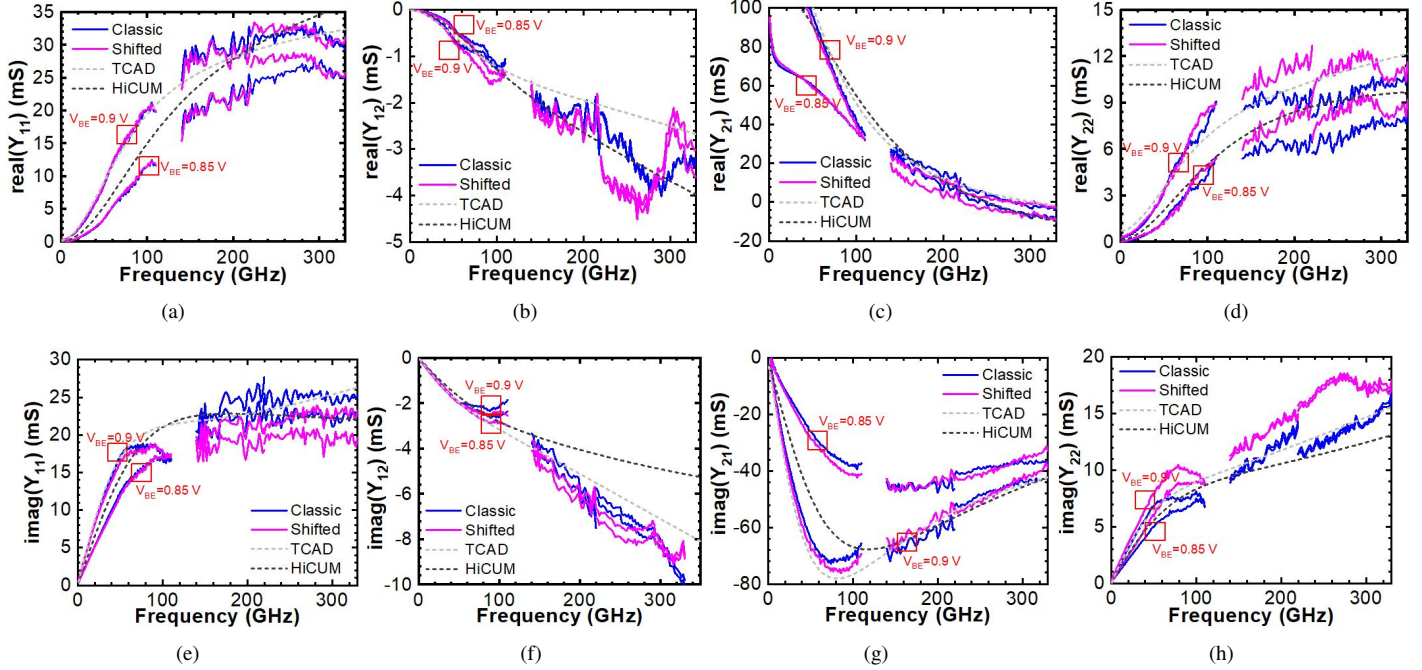 35
30
25
20
15
10
5
0
0 100 200 300
real(Y11) (mS)
Frequency (GHz)
Classic
Shifted
TCAD
HiCUM
VBE=0.9 V
VBE=0.85 V
(a)
0
-1
-2
-3
-4
-5
0 100 200 300
real(Y12) (mS)
Frequency (GHz)
VBE=0.85 V
VBE=0.9 V
Classic
Shifted
TCAD
HiCUM
(b)
100
80
60
40
20
0
-20
0 100 200 300
real(Y21) (mS)
Frequency (GHz)
VBE=0.9 V
VBE=0.85 V
Classic
Shifted
TCAD
HiCUM
(c)
15
12
9
6
3
0
0 100 200 300
real(Y22) (mS)
Frequency (GHz)
Classic
Shifted
TCAD
HiCUM
VBE=0.9 V
VBE=0.85 V
(d)
30
25
20
15
10
5
0
0 100 200 300
imag(Y11) (mS)
Frequency (GHz)
VBE=0.9 V
VBE=0.85 V
Classic
Shifted
TCAD
HiCUM
(e)
0
-2
-4
-6
-8
-10
0 100 200 300
imag(Y12) (mS)
Frequency (GHz)
VBE=0.9 V
VBE=0.85 V
Classic
Shifted
TCAD
HiCUM
(f)
0
-20
-40
-60
-80
0 100 200 300
imag(Y21) (mS)
Frequency (GHz)
Classic
Shifted
TCAD
HiCUM
VBE=0.85 V
VBE=0.9 V
(g)
20
15
10
5
0
0 100 200 300
imag(Y22) (mS)
Frequency (GHz)
Classic
Shifted
TCAD
HiCUM
VBE=0.9 V
VBE=0.85 V
(h)